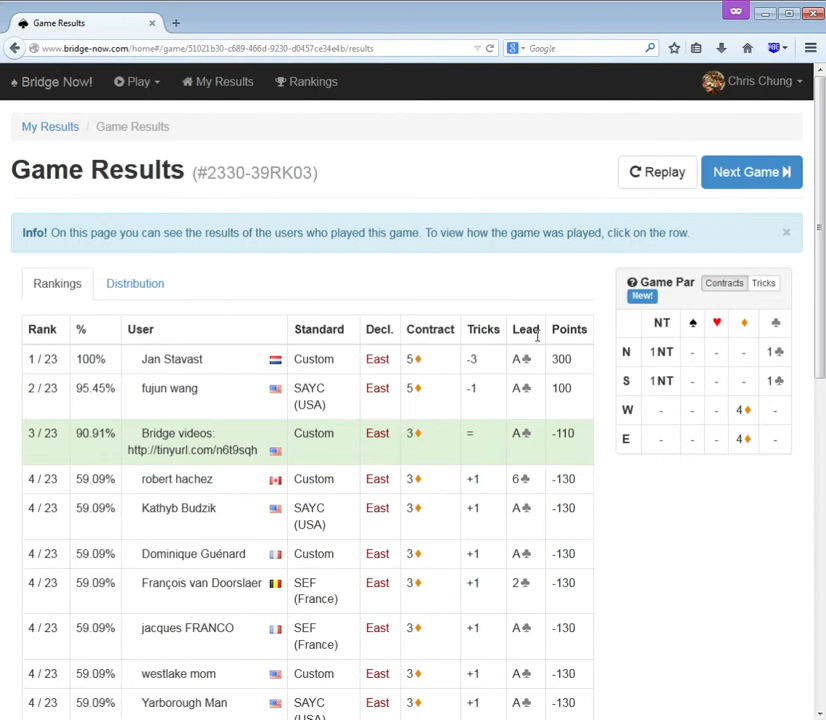 Game Results × +
www.bridge-now.com/home#/game/51021b30-c689-466d-9230-d0457ce34e4b/results Google
♠ Bridge Now! Play My Results Rankings Chris Chung
My Results / Game Results
Game Results (#2330-39RK03) Replay Next Game
Info! On this page you can see the results of the users who played this game. To view how the game was played, click on the row. ×
Rankings Distribution
Rank % User Standard Decl. Contract Tricks Lead Points
1 / 23 100% Jan Stavast Custom East 5♦ -3 A♣ 300
2 / 23 95.45% fujun wang SAYC (USA) East 5♦ -1 A♣ 100
3 / 23 90.91% Bridge videos: http://tinyurl.com/n6t9sqh Custom East 3♦ = A♣ -110
4 / 23 59.09% robert hachez Custom East 3♦ +1 6♣ -130
4 / 23 59.09% Kathyb Budzik SAYC (USA) East 3♦ +1 A♣ -130
4 / 23 59.09% Dominique Guénard Custom East 3♦ +1 A♣ -130
4 / 23 59.09% François van Doorslaer SEF (France) East 3♦ +1 2♣ -130
4 / 23 59.09% jacques FRANCO SEF (France) East 3♦ +1 A♣ -130
4 / 23 59.09% westlake mom Custom East 3♦ +1 A♣ -130
4 / 23 59.09% Yarborough Man SAYC (USA) East 3♦ +1 A♣ -130
Game Par Contracts Tricks
New!
NT ♠ ♥ ♦ ♣
N 1NT - - - 1♣
S 1NT - - - 1♣
W - - - 4♦ -
E - - - 4♦ -